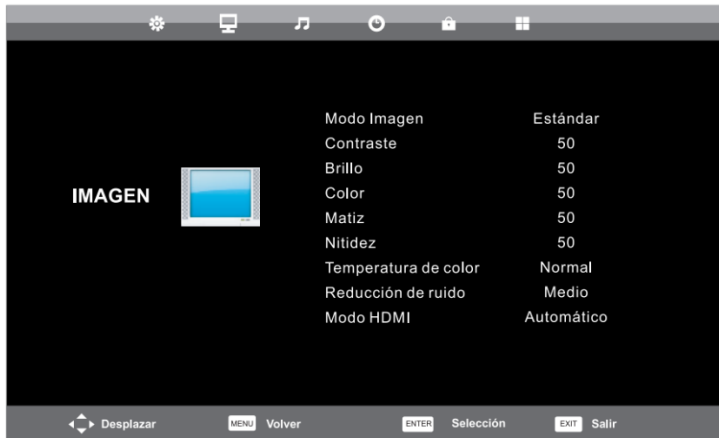 Modo Imagen Estándar
Contraste 50
Brillo 50
IMAGEN
Color 50
Matiz 50
Nitidez 50
Temperatura de color Normal
Reducción de ruido Medio
Modo HDMI Automático
Desplazar MENU Volver ENTER Selección EXIT Salir